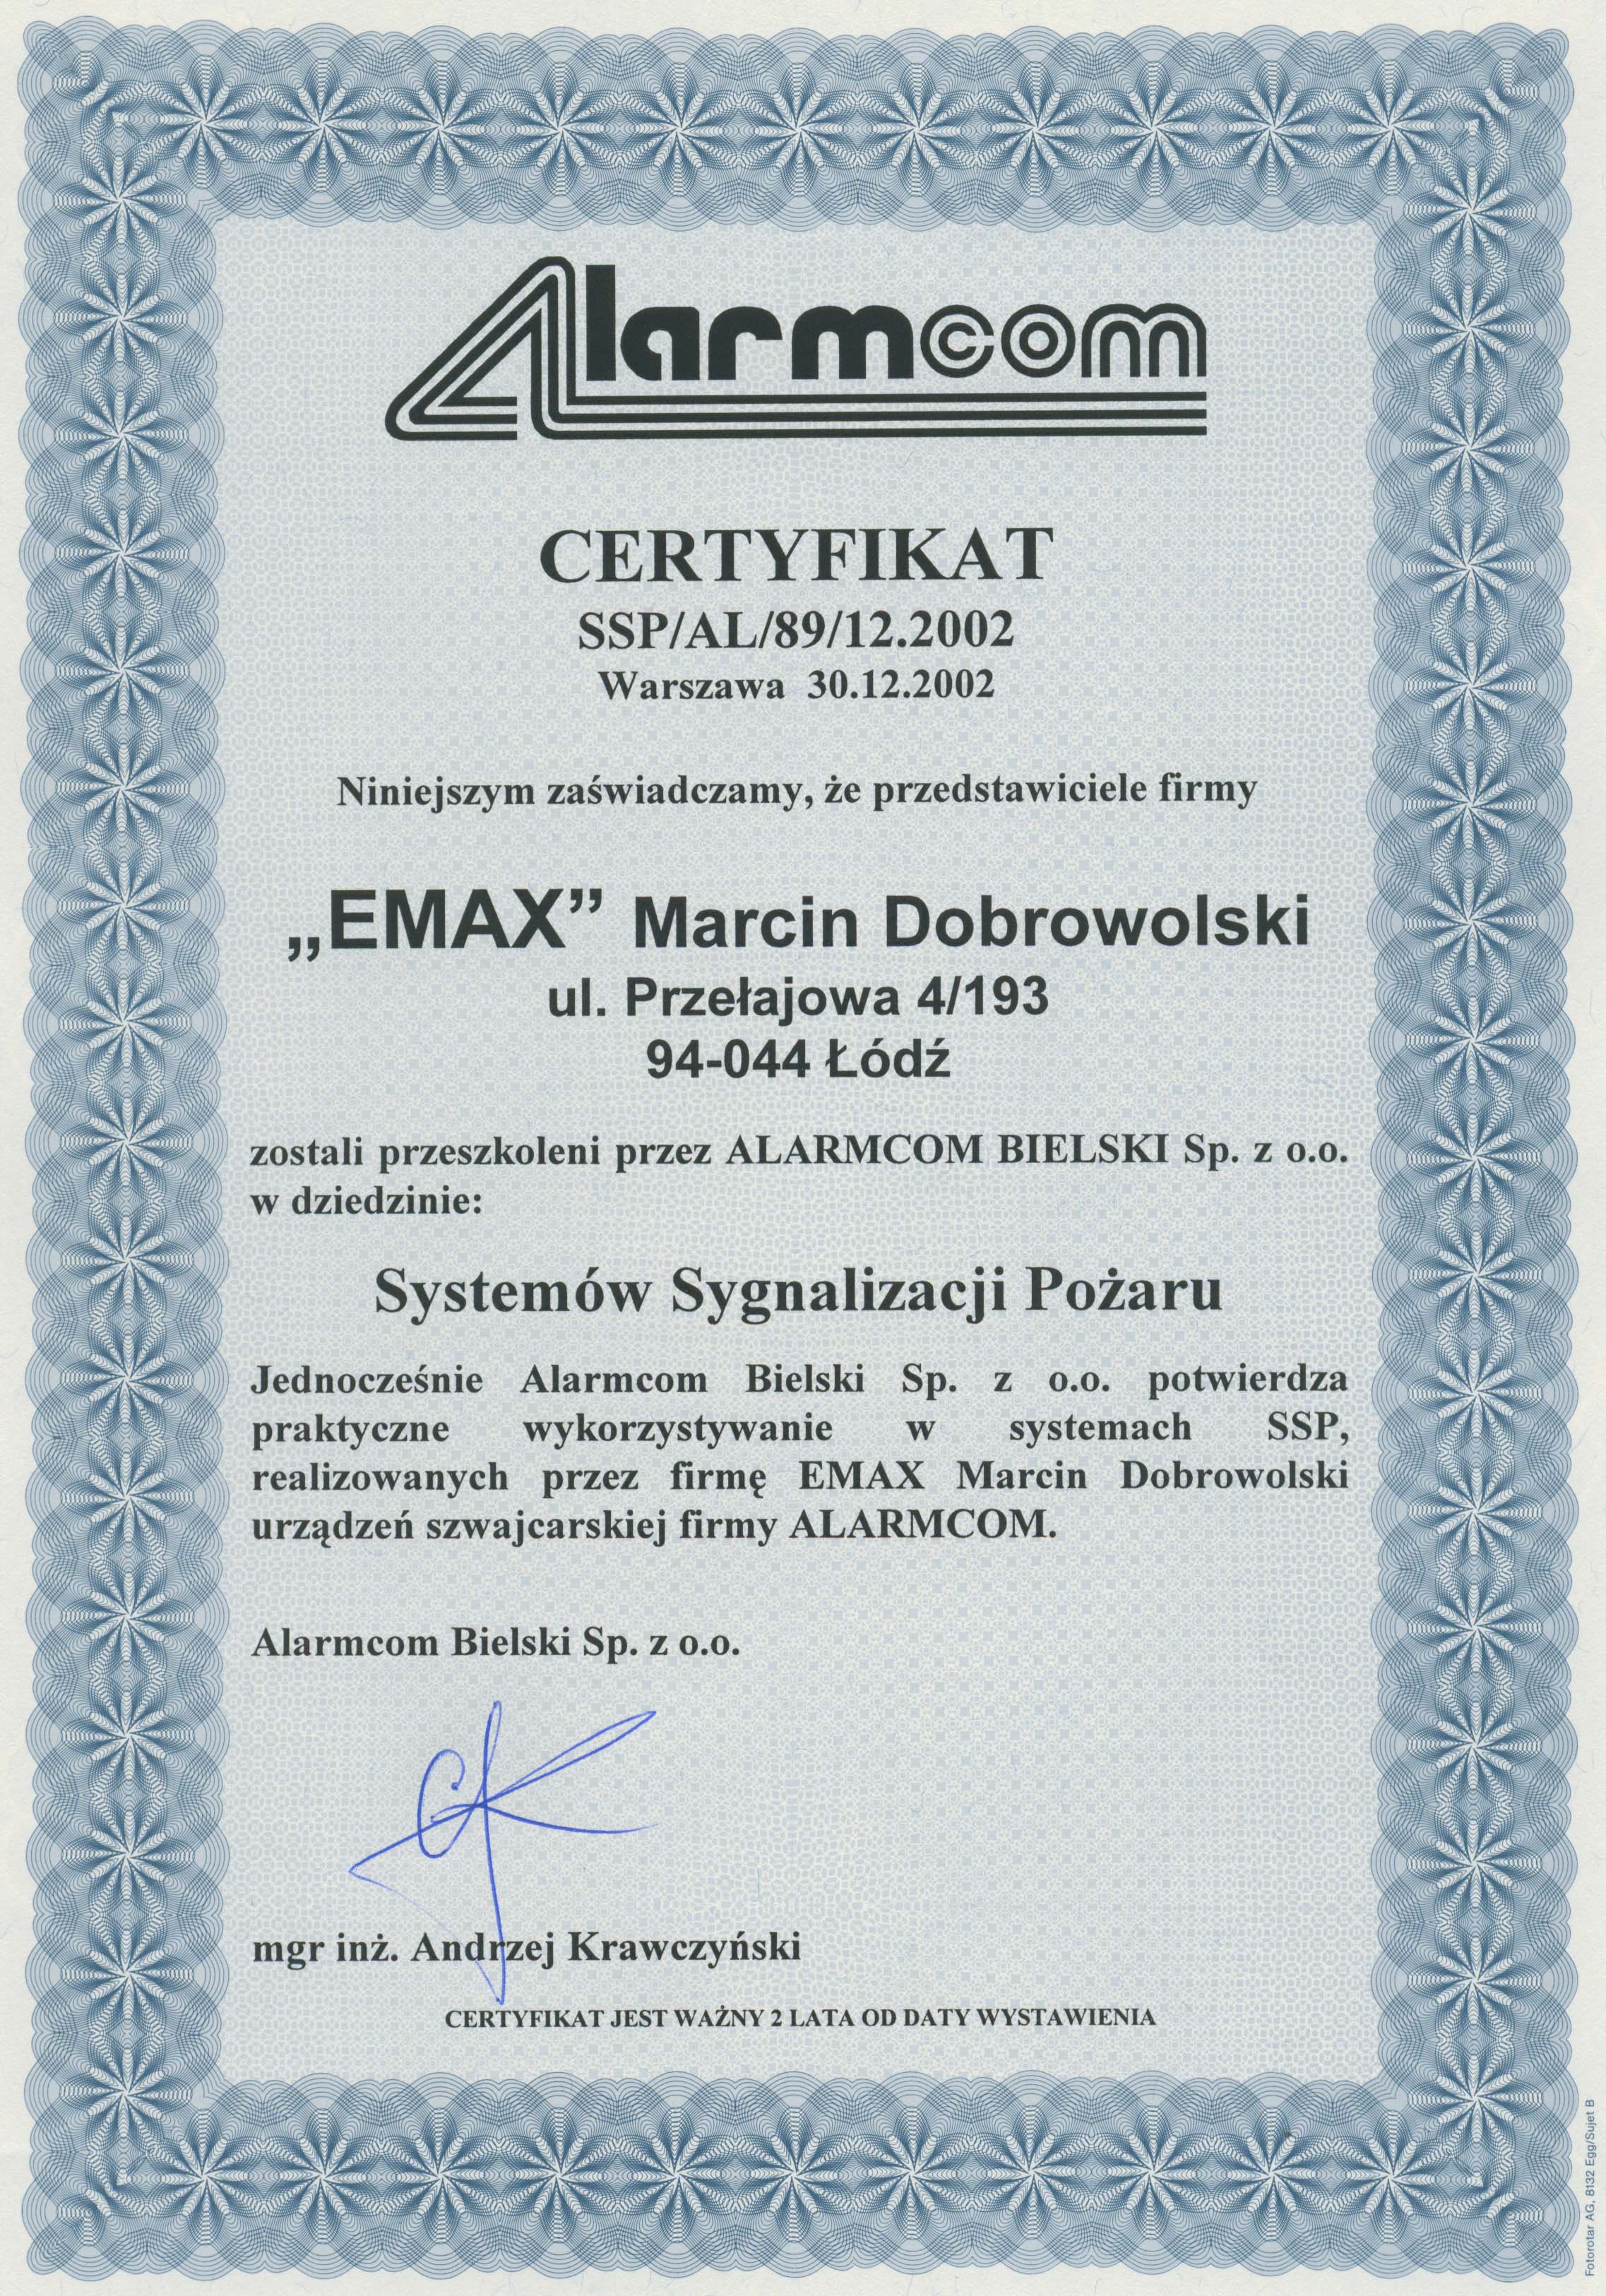 Alarmcom
CERTYFIKAT
SSP/AL/89/12.2002
Warszawa 30.12.2002
Niniejszym zaświadczamy, że przedstawiciele firmy
„EMAX” Marcin Dobrowolski
ul. Przełajowa 4/193
94-044 Łódź
zostali przeszkoleni przez ALARMCOM BIELSKI Sp. z o.o.
w dziedzinie:
Systemów Sygnalizacji Pożaru
Jednocześnie Alarmcom Bielski Sp. z o.o. potwierdza
praktyczne wykorzystywanie w systemach SSP,
realizowanych przez firmę EMAX Marcin Dobrowolski
urządzeń szwajcarskiej firmy ALARMCOM.
Alarmcom Bielski Sp. z o.o.
mgr inż. Andrzej Krawczyński
CERTYFIKAT JEST WAŻNY 2 LATA OD DATY WYSTAWIENIA
Fotorotar AG, 8132 Egg/Sujet B